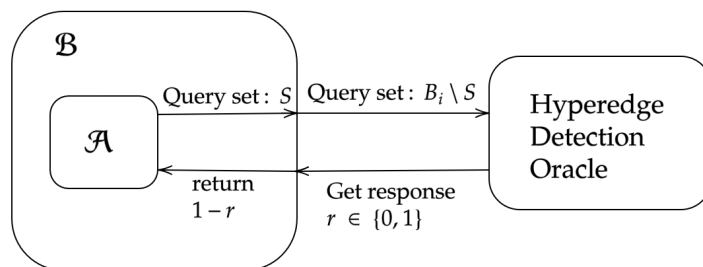 ℬ
𝒜
Query set : S
Query set : B_i \ S
return
1 − r
Get response
r ∈ {0, 1}
Hyperedge
Detection
Oracle